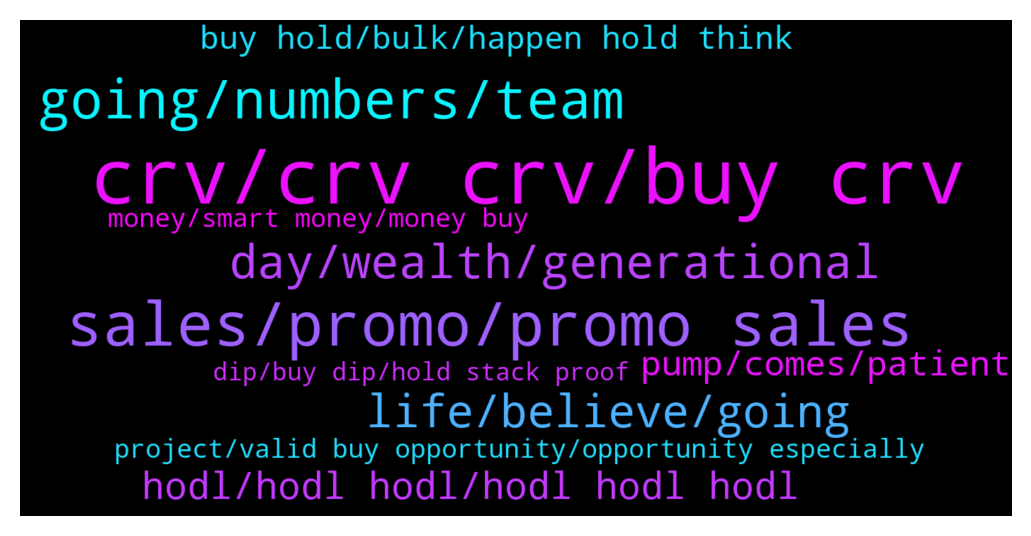 buy hold/bulk/happen hold think
going/numbers/team
crv/crv crv/buy crv
money/smart money/money buy
day/wealth/generational
sales/promo/promo sales
dip/buy dip/hold stack proof
pump/comes/patient
life/believe/going
project/valid buy opportunity/opportunity especially
hodl/hodl hodl/hodl hodl hodl